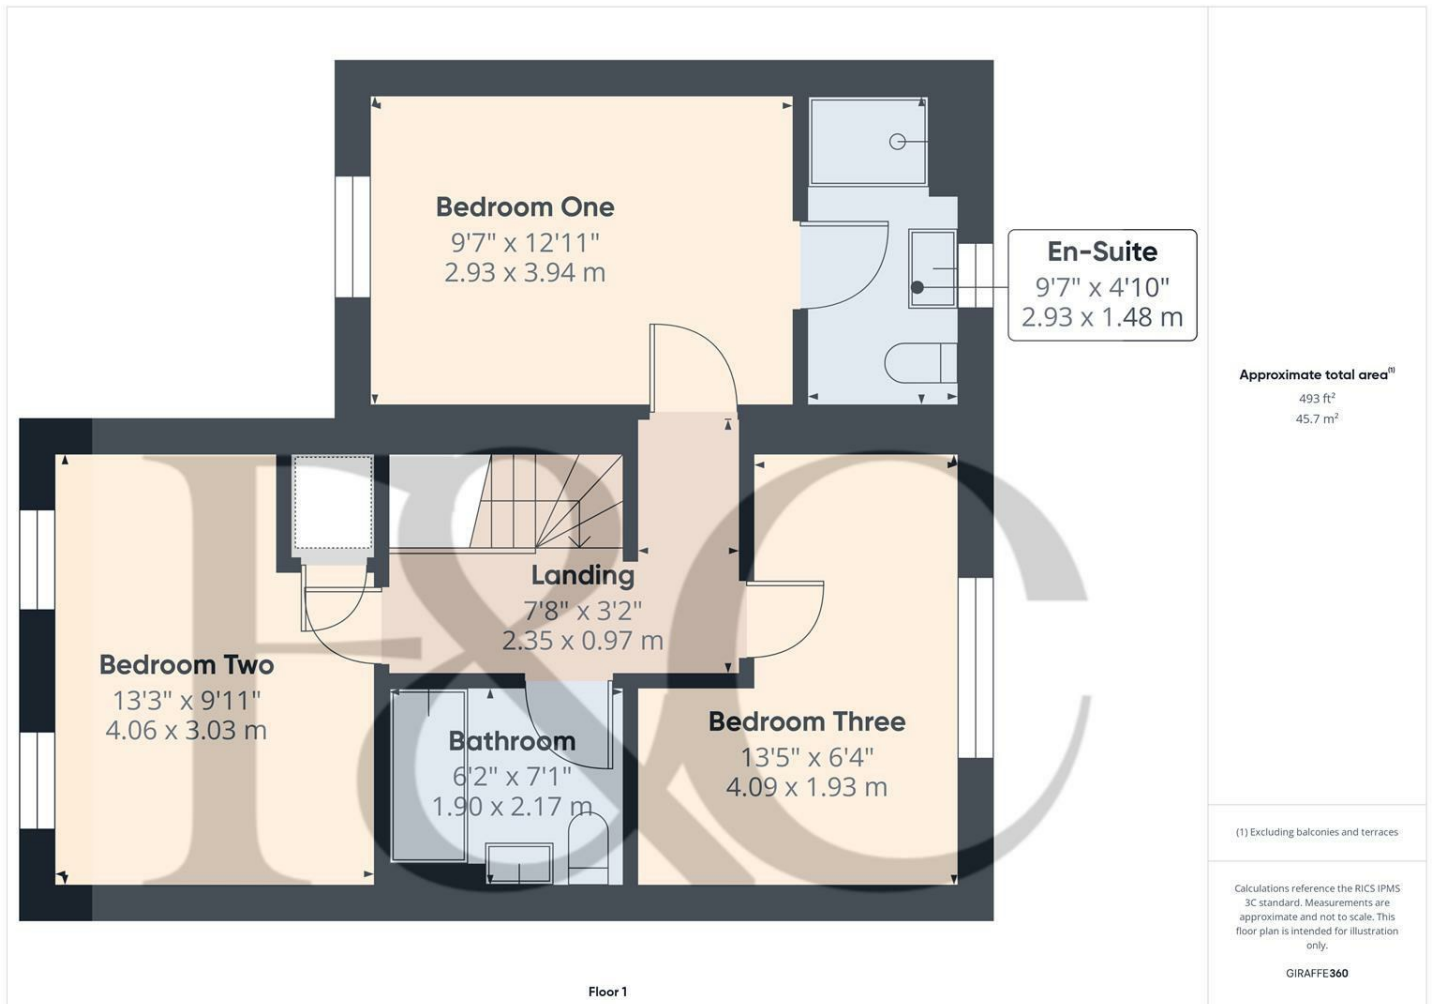 Bedroom One
9'7" x 12'11"
2.93 x 3.94 m
En-Suite
9'7" x 4'10"
2.93 x 1.48 m
Landing
7'8" x 3'2"
2.35 x 0.97 m
Bedroom Two
13'3" x 9'11"
4.06 x 3.03 m
Bathroom
6'2" x 7'1"
1.90 x 2.17 m
Bedroom Three
13'5" x 6'4"
4.09 x 1.93 m
F&C
Floor 1
Approximate total area(1)
493 ft²
45.7 m²
(1) Excluding balconies and terraces
Calculations reference the RICS IPMS
3C standard. Measurements are
approximate and not to scale. This
floor plan is intended for illustration
only.
GIRAFFE360